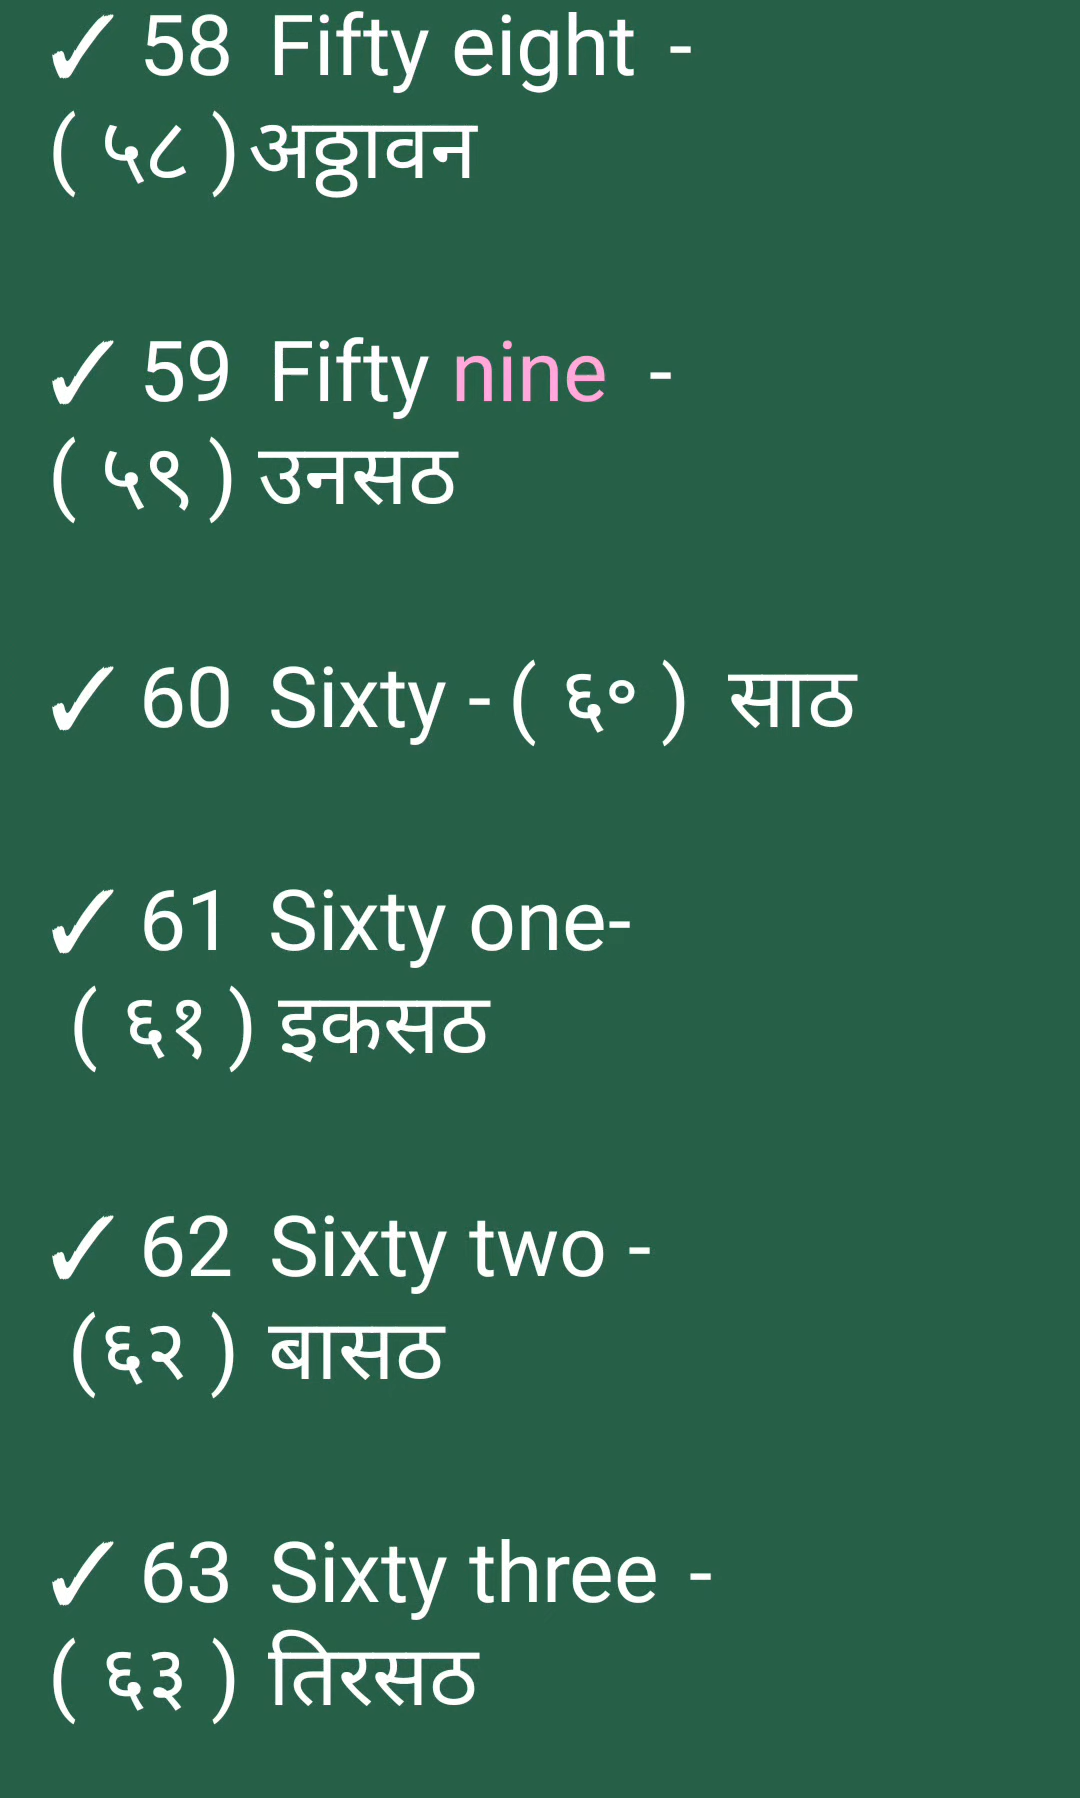 ✓ 58 Fifty eight -
( ५८ ) अठ्ठावन
✓ 59 Fifty nine -
( ५९ ) उनसठ
✓ 60 Sixty - ( ६° ) साठ
✓ 61 Sixty one-
( ६१ ) इकसठ
✓ 62 Sixty two -
(६२ ) बासठ
✓ 63 Sixty three -
( ६३ ) तिरसठ